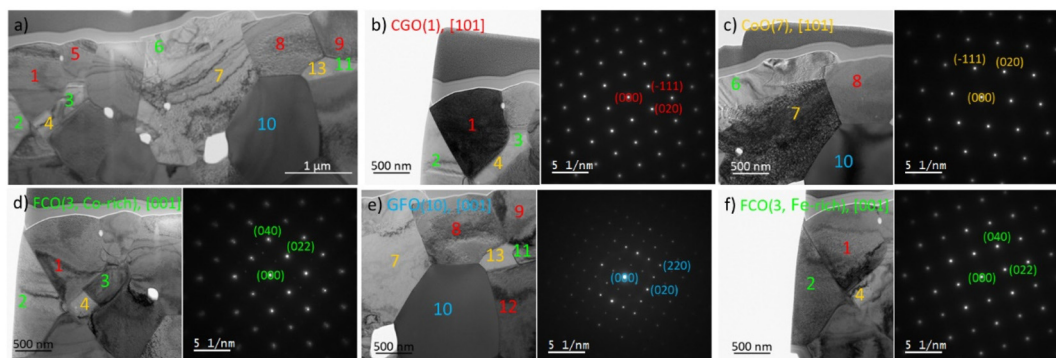 a)
5
6
8
9
1
7
13
11
3
2
4
10
1 µm
b) CGO(1), [101]
1
3
2
4
500 nm
(-111)
(000)
(020)
5 1/nm
c) CoO(7), [101]
6
8
7
10
500 nm
(-111)
(020)
(000)
5 1/nm
d) FCO(3, Co-rich), [001]
1
3
2
4
500 nm
(040)
(022)
(000)
5 1/nm
e) GFO(10), [001]
9
8
7
13
11
10
12
500 nm
(220)
(000)
(020)
5 1/nm
f) FCO(3, Fe-rich), [001]
1
2
4
500 nm
(040)
(000)
(022)
5 1/nm